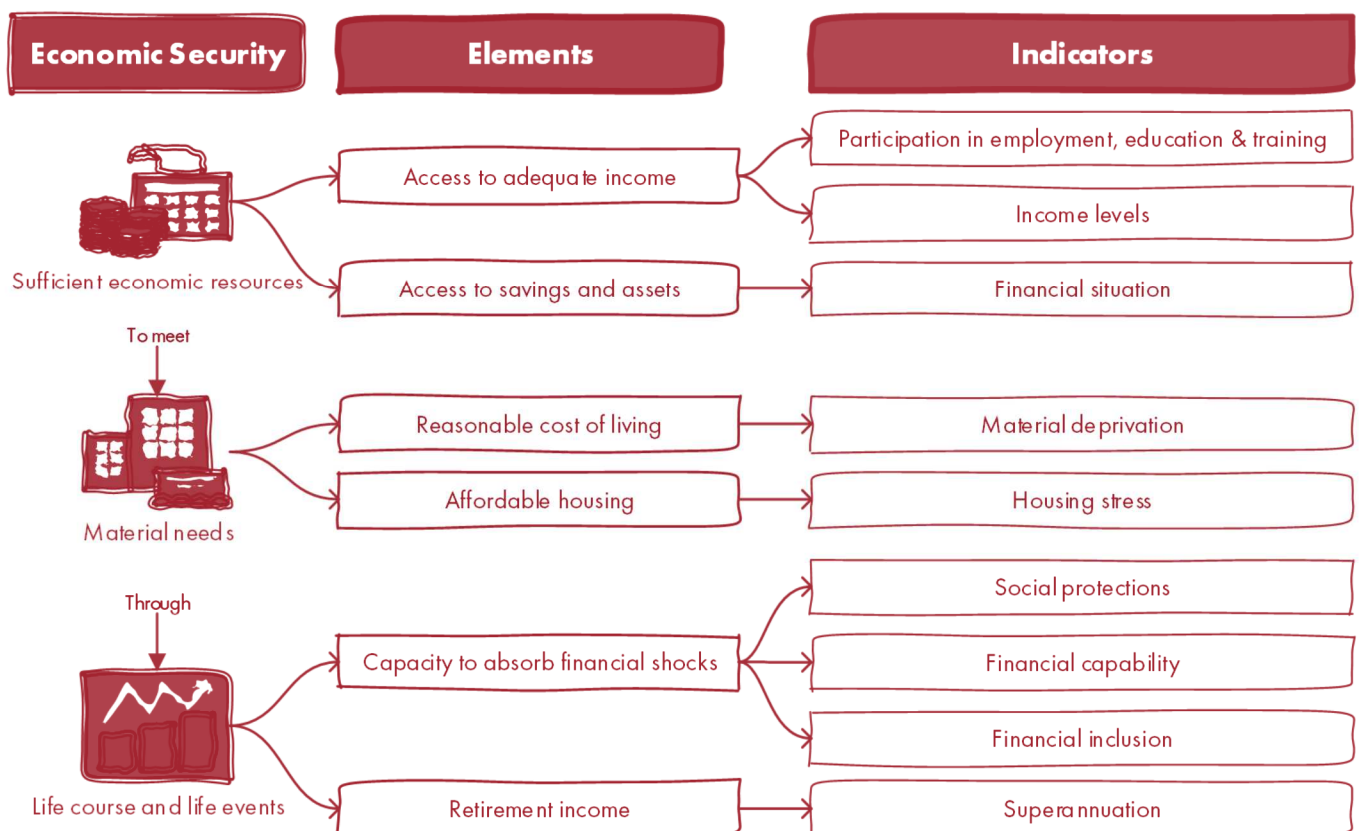 Economic Security
Elements
Indicators
Participation in employment, education & training
Access to adequate income
Income levels
Sufficient economic resources
Access to savings and assets
Financial situation
To meet
Reasonable cost of living
Material deprivation
Affordable housing
Housing stress
Material needs
Social protections
Through
Capacity to absorb financial shocks
Financial capability
Financial inclusion
Life course and life events
Retirement income
Superannuation